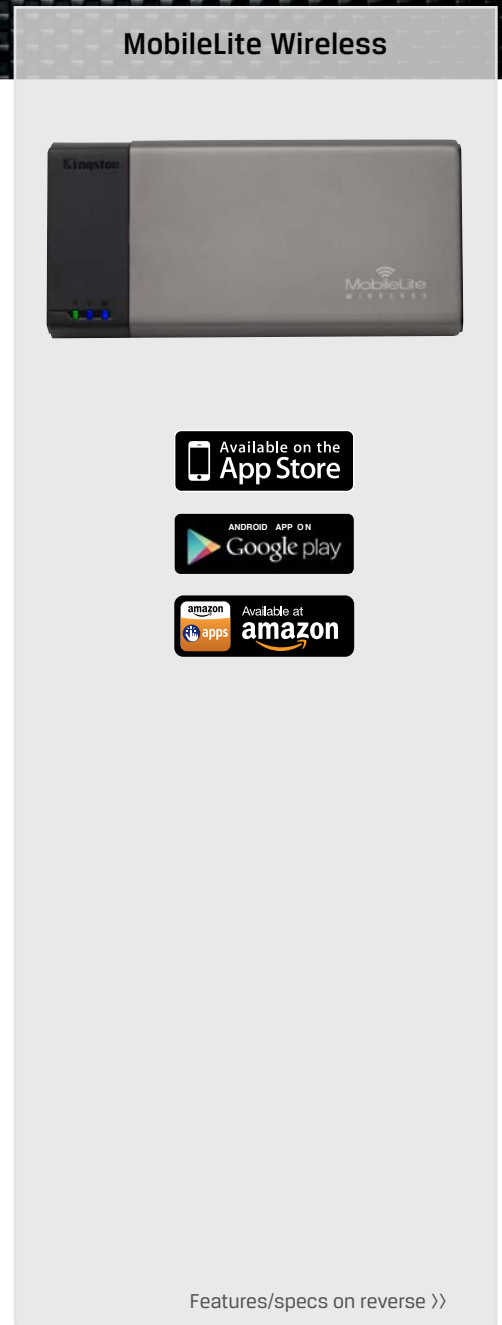 MobileLite Wireless
Kingston
MobileLite
WIRELESS
Available on the
App Store
ANDROID APP ON
Google play
amazon
apps
Available at
amazon
Features/specs on reverse 〉〉